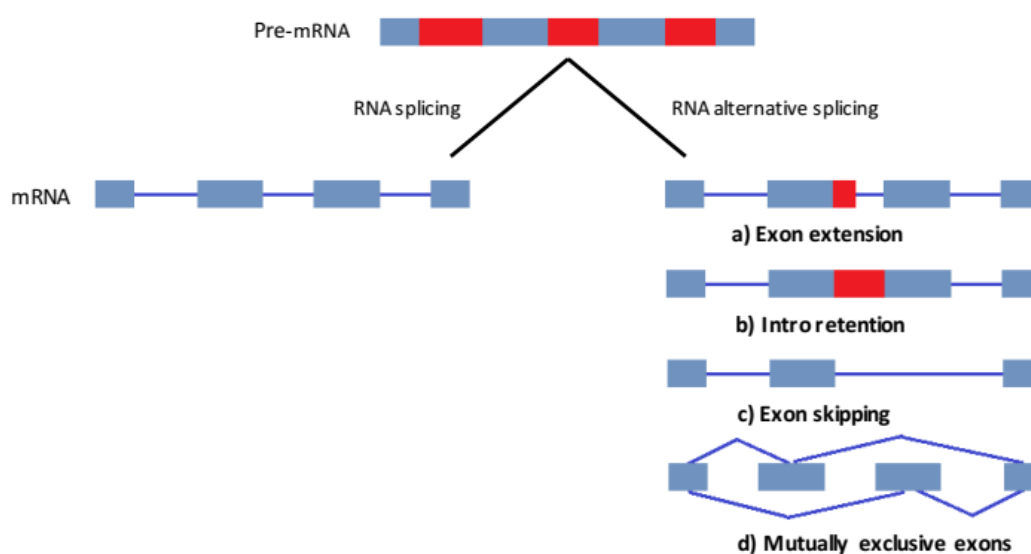 Pre-mRNA
RNA splicing
RNA alternative splicing
mRNA
a) Exon extension
b) Intro retention
c) Exon skipping
d) Mutually exclusive exons